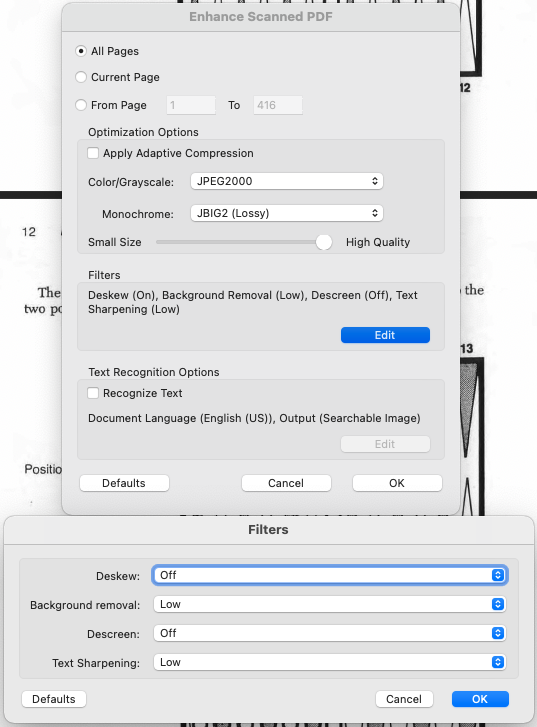 Enhance Scanned PDF
All Pages
12
Current Page
From Page 1 To 416
Optimization Options
Apply Adaptive Compression
Color/Grayscale: JPEG2000
Monochrome: JBIG2 (Lossy)
12
Small Size High Quality
Filters
Deskew (On), Background Removal (Low), Descreen (Off), Text
Sharpening (Low)
The
the
two
Edit
13
Text Recognition Options
Recognize Text
Document Language (English (US)), Output (Searchable Image)
Edit
Positio
Defaults Cancel OK
Filters
Deskew: Off
Background removal: Low
Descreen: Off
Text Sharpening: Low
Defaults Cancel OK